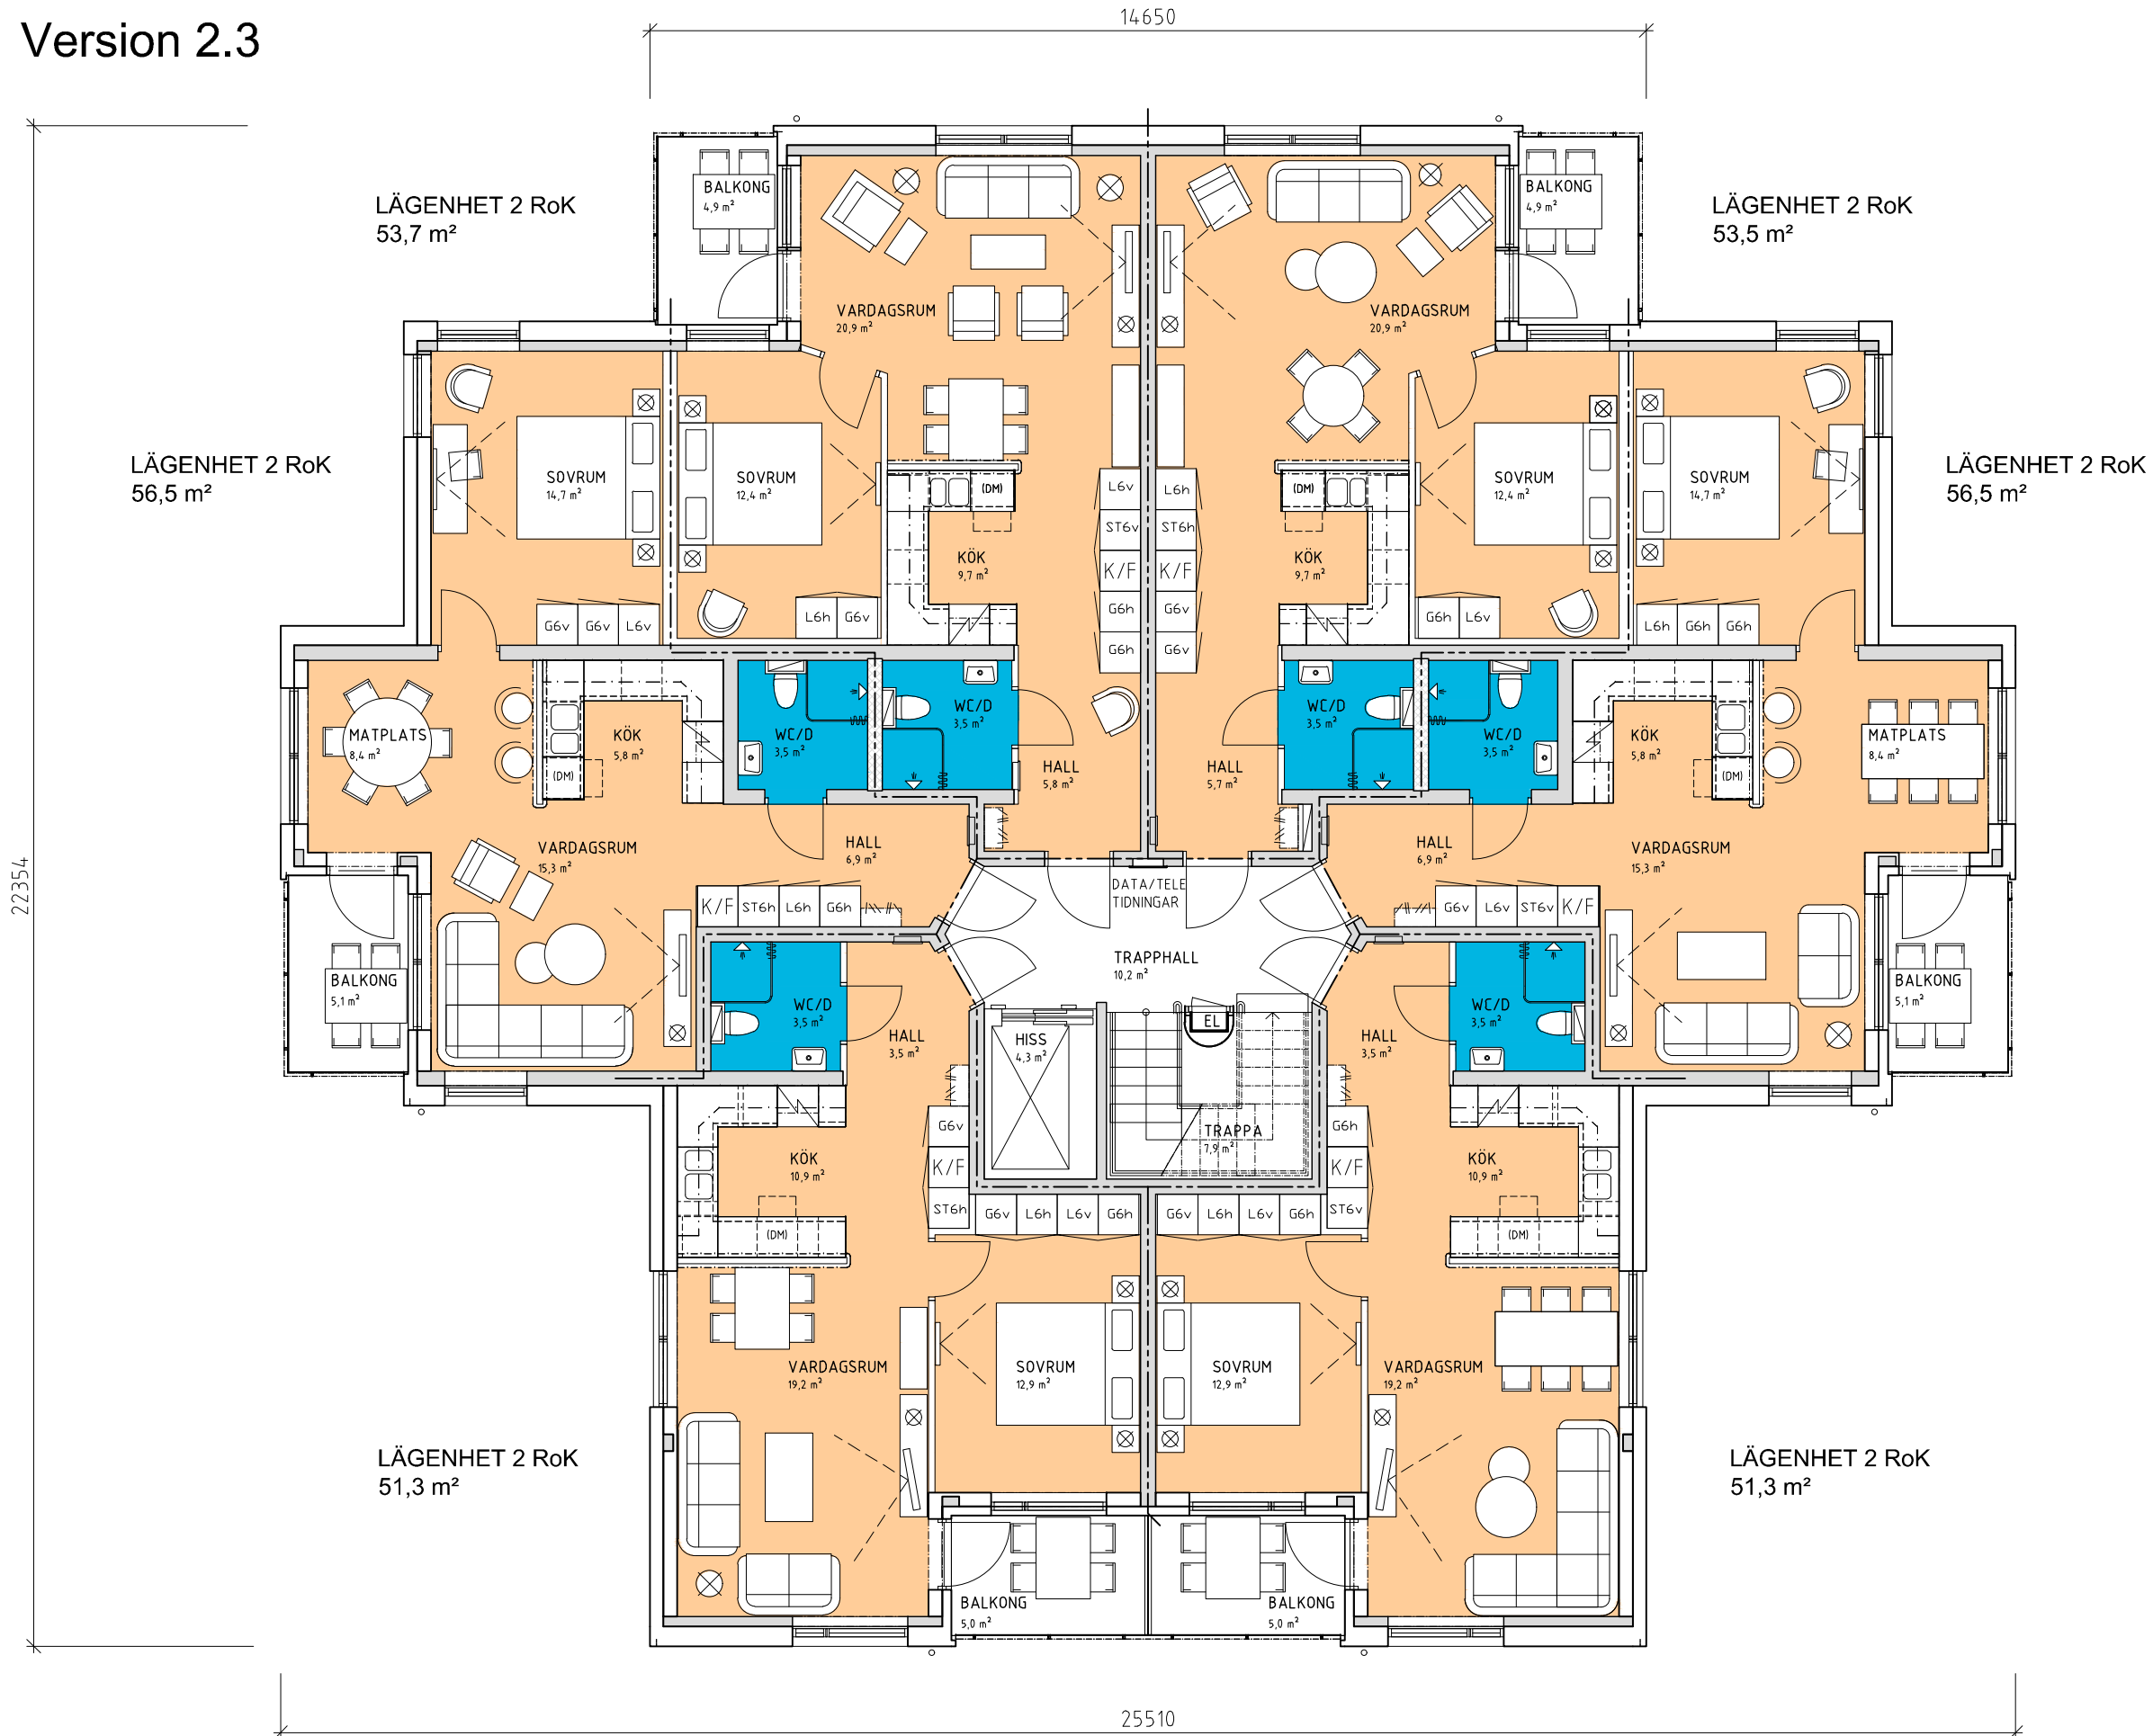 Version 2.3
14650
LÄGENHET 2 RoK
53,7 m²
BALKONG
4,9 m²
BALKONG
4,9 m²
LÄGENHET 2 RoK
53,5 m²
VARDAGSRUM
20,9 m²
VARDAGSRUM
20,9 m²
LÄGENHET 2 RoK
56,5 m²
SOVRUM
14,7 m²
SOVRUM
12,4 m²
(DM)
L6v
L6h
(DM)
SOVRUM
12,4 m²
SOVRUM
14,7 m²
LÄGENHET 2 RoK
56,5 m²
ST6v
ST6h
KÖK
9,7 m²
K/F
K/F
KÖK
9,7 m²
G6v
G6v
L6v
L6h
G6v
G6h
G6v
G6h
L6v
L6h
G6h
G6h
G6h
G6v
MATPLATS
8,4 m²
KÖK
5,8 m²
(DM)
WC/D
3,5 m²
WC/D
3,5 m²
HALL
5,8 m²
HALL
5,7 m²
WC/D
3,5 m²
WC/D
3,5 m²
KÖK
5,8 m²
(DM)
MATPLATS
8,4 m²
VARDAGSRUM
15,3 m²
HALL
6,9 m²
HALL
6,9 m²
VARDAGSRUM
15,3 m²
22354
K/F
ST6h
L6h
G6h
DATA/TELE
TIDNINGAR
G6v
L6v
ST6v
K/F
BALKONG
5,1 m²
WC/D
3,5 m²
HALL
3,5 m²
TRAPPHALL
10,2 m²
HISS
4,3 m²
EL
HALL
3,5 m²
WC/D
3,5 m²
BALKONG
5,1 m²
KÖK
10,9 m²
G6v
K/F
ST6h
TRAPPA
7,9 m²
G6h
K/F
ST6v
KÖK
10,9 m²
(DM)
G6v
L6h
L6v
G6h
G6v
L6h
L6v
G6h
(DM)
VARDAGSRUM
19,2 m²
SOVRUM
12,9 m²
SOVRUM
12,9 m²
VARDAGSRUM
19,2 m²
LÄGENHET 2 RoK
51,3 m²
LÄGENHET 2 RoK
51,3 m²
BALKONG
5,0 m²
BALKONG
5,0 m²
25510